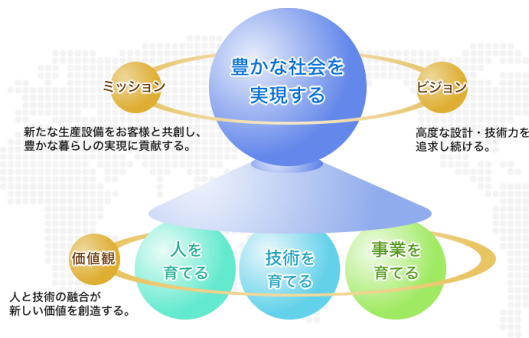 豊かな社会を
実現する
ミッション
ビジョン
新たな生産設備をお客様と共創し、
豊かな暮らしの実現に貢献する。
高度な設計・技術力を
追求し続ける。
価値観
人を
育てる
技術を
育てる
事業を
育てる
人と技術の融合が
新しい価値を創造する。